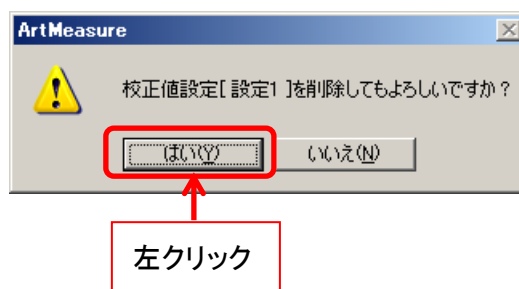 ArtMeasure
校正値設定[ 設定1 ]を削除してもよろしいですか？
はい(Y) いいえ(N)
左クリック